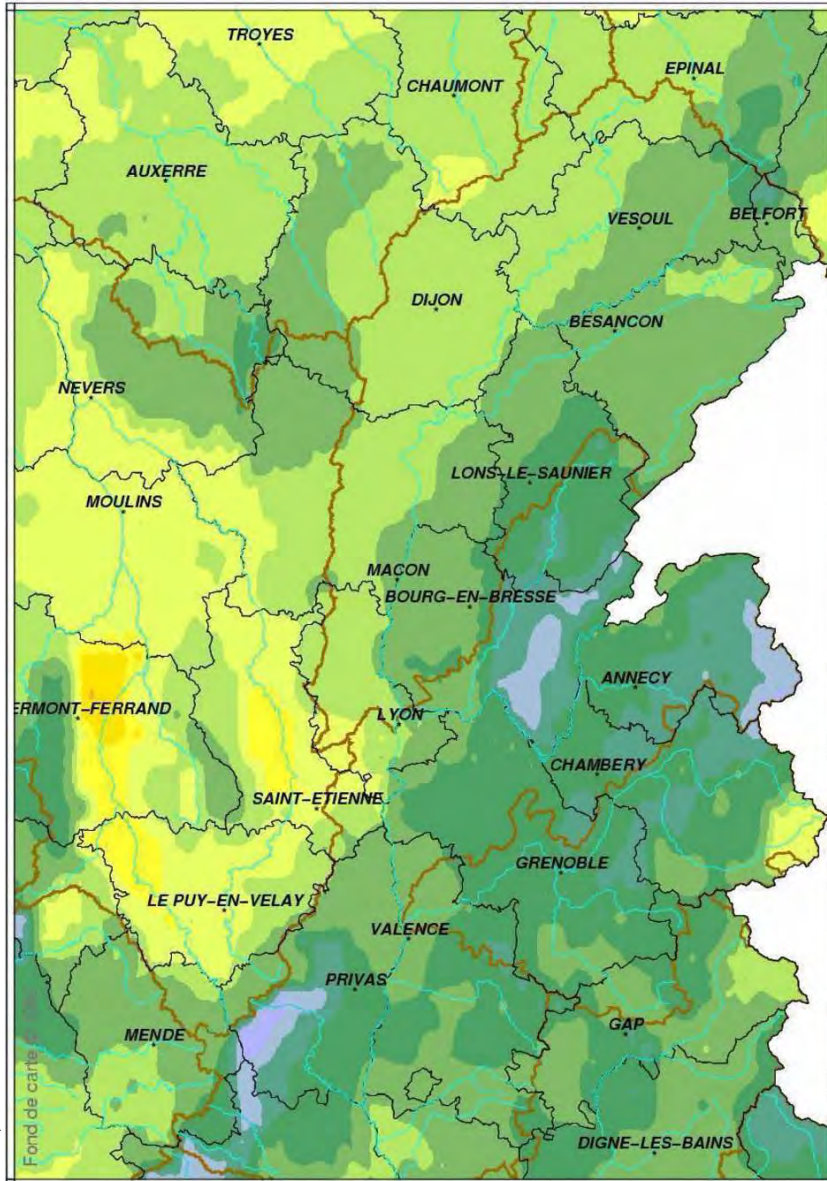 TROYES
CHAUMONT
EPINAL
AUXERRE
VESOUL
BELFORT
DIJON
BESANCON
NEVERS
LONS-LE-SAUNIER
MOULINS
MACON
BOURG-EN-BRESSE
ANNECY
ERMONT-FERRAND
LYON
CHAMBERY
SAINT-ETIENNE
GRENOBLE
LE PUY-EN-VELAY
VALENCE
PRIVAS
GAP
MENDE
DIGNE-LES-BAINS
Fond de carte